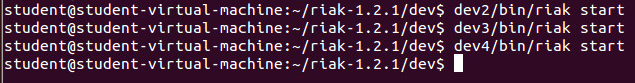 student@student-virtual-machine:~/riak-1.2.1/dev$ dev2/bin/riak start
student@student-virtual-machine:~/riak-1.2.1/dev$ dev3/bin/riak start
student@student-virtual-machine:~/riak-1.2.1/dev$ dev4/bin/riak start
student@student-virtual-machine:~/riak-1.2.1/dev$